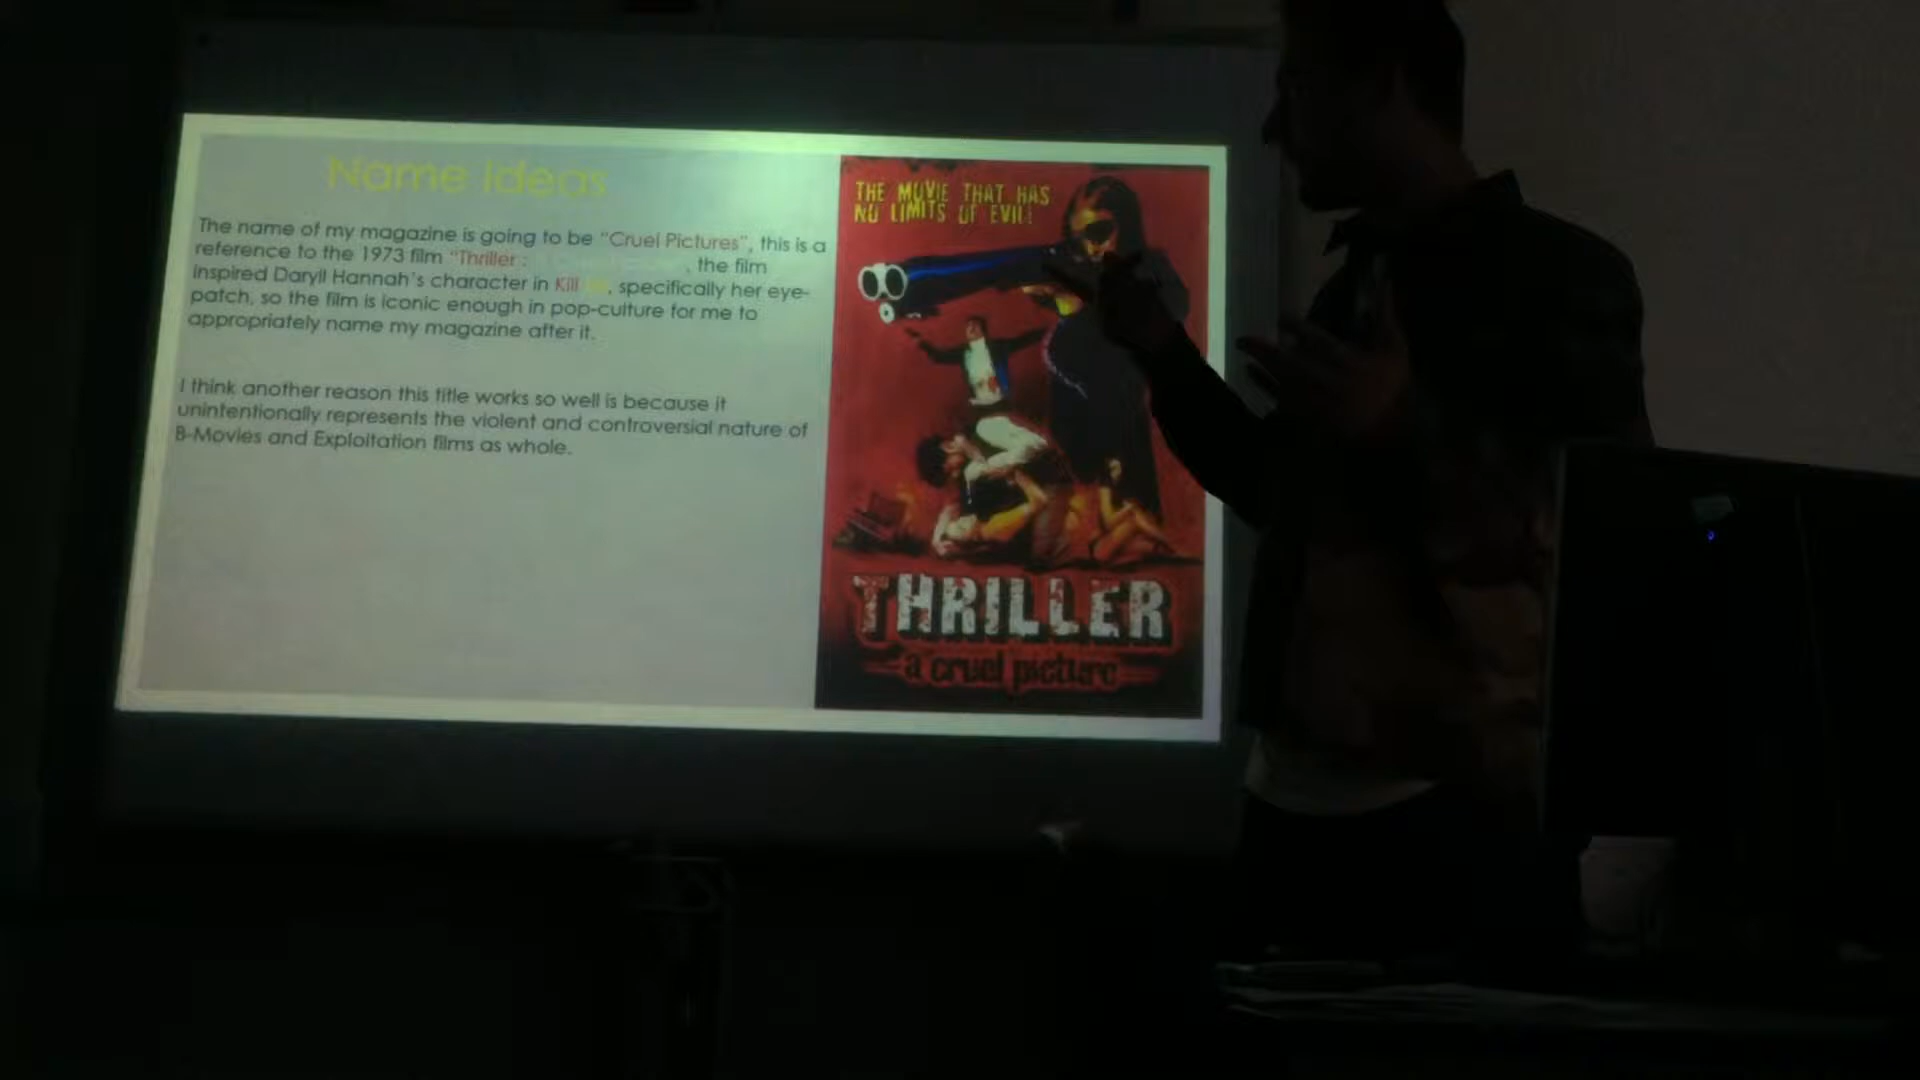 Name Ideas
The name of my magazine is going to be “Cruel Pictures”, this is a
reference to the 1973 film “Thriller : , the film
inspired Daryll Hannah’s character in Kill , specifically her eye-
patch, so the film is iconic enough in pop-culture for me to
appropriately name my magazine after it.
I think another reason this title works so well is because it
unintentionally represents the violent and controversial nature of
B-Movies and Exploitation films as whole.
THE MOVIE THAT HAS
NO LIMITS OF EVIL!
THRILLER
a cruel picture